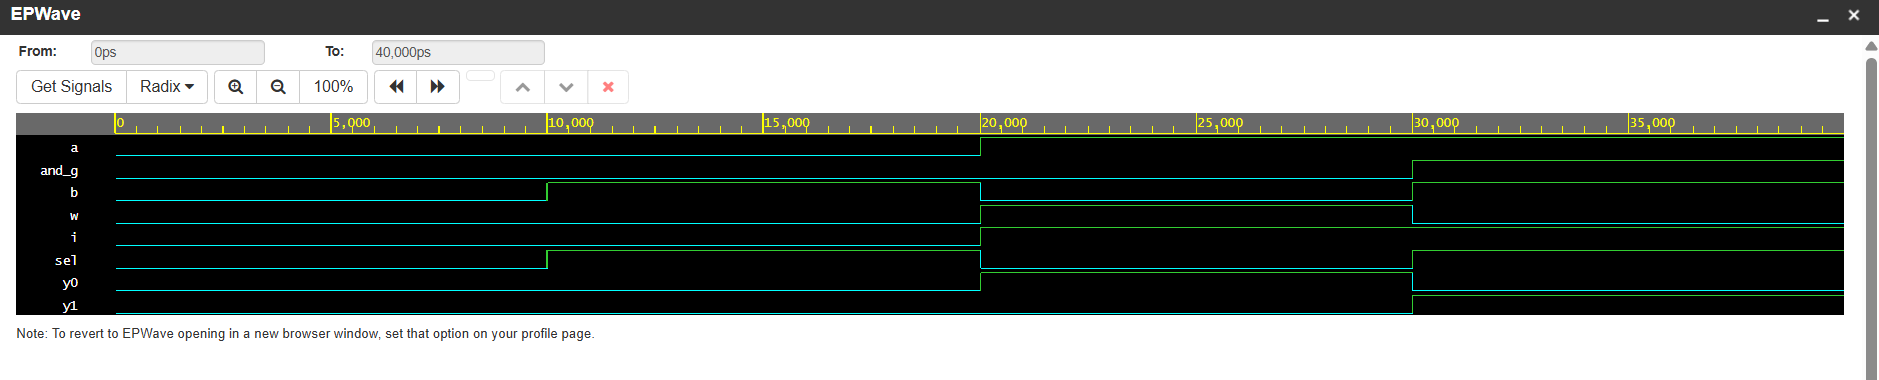 EPWave
From: 0ps To: 40,000ps
Get Signals Radix 100%
0 5,000 10,000 15,000 20,000 25,000 30,000 35,000
a
and_g
b
w
i
sel
y0
y1
Note: To revert to EPWave opening in a new browser window, set that option on your profile page.